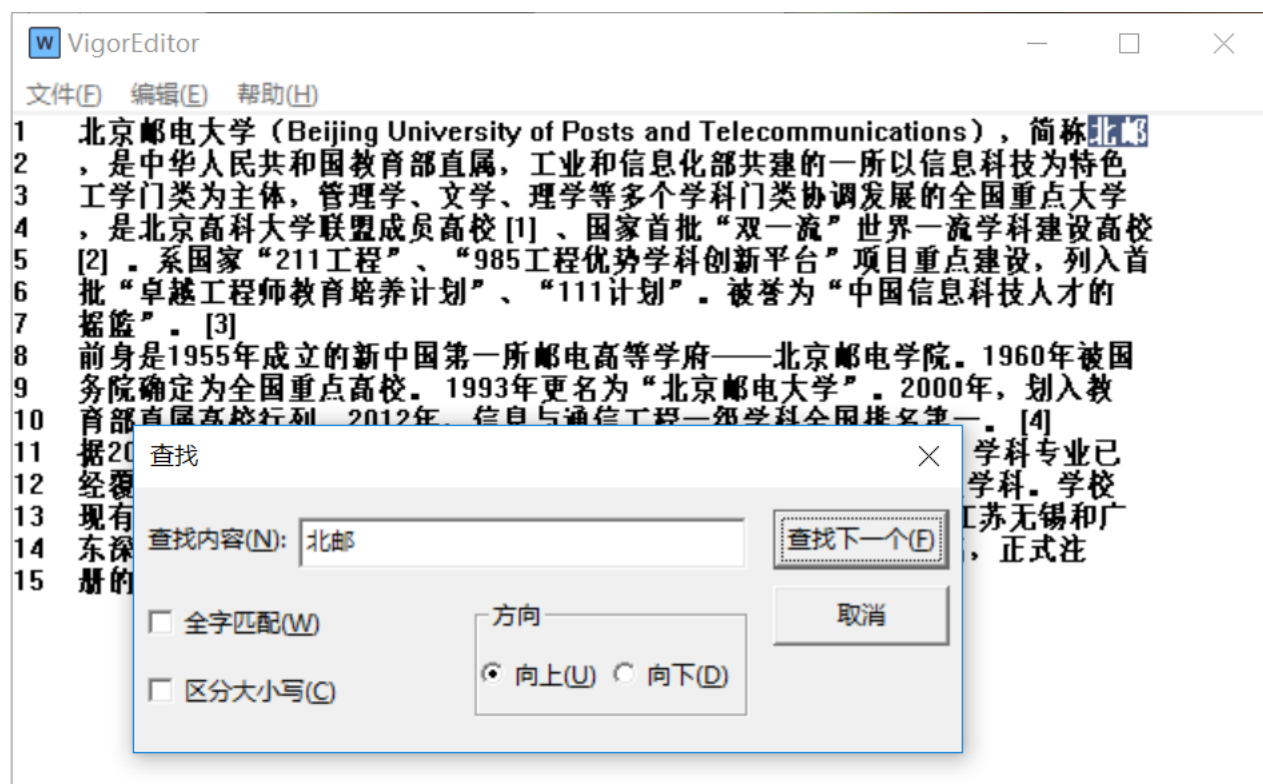 W VigorEditor
文件(F) 编辑(E) 帮助(H)
1 北京邮电大学（Beijing University of Posts and Telecommunications），简称北邮
2 ，是中华人民共和国教育部直属，工业和信息化部共建的一所以信息科技为特色
3 工学门类为主体，管理学、文学、理学等多个学科门类协调发展的全国重点大学
4 ，是北京高科大学联盟成员高校 [1] 、国家首批“双一流”世界一流学科建设高校
5 [2] 。系国家“211工程”、“985工程优势学科创新平台”项目重点建设，列入首
6 批“卓越工程师教育培养计划”、“111计划”。被誉为“中国信息科技人才的
7 摇篮”。 [3]
8 前身是1955年成立的新中国第一所邮电高等学府——北京邮电学院。1960年被国
9 务院确定为全国重点高校。1993年更名为“北京邮电大学”。2000年，划入教
10 育部直属高校行列。2012年，信息与通信工程一级学科全国排名第一。 [4]
11 据20 学科专业已
12 经覆 学科。学校
13 现有 江苏无锡和广
14 东深 ，正式注
15 册的
查找
查找内容(N): 北邮
查找下一个(F)
取消
全字匹配(W)
区分大小写(C)
方向
向上(U) 向下(D)